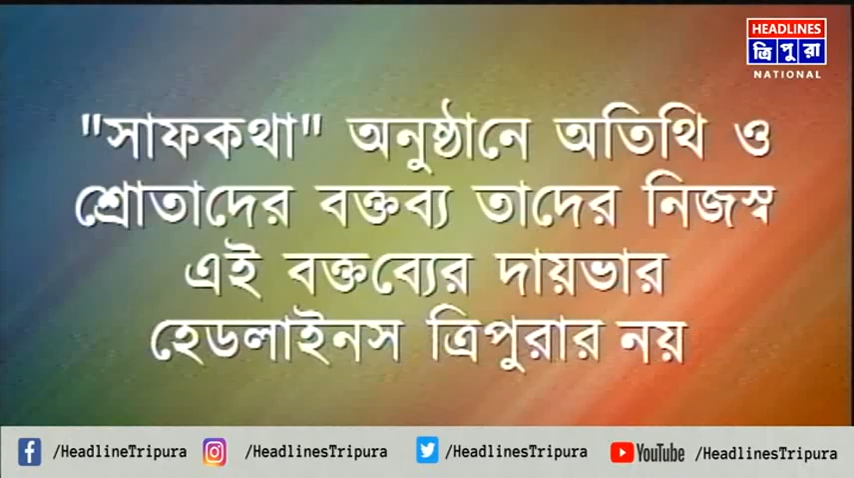 HEADLINES
ত্রিপুরা
NATIONAL
"সাফকথা" অনুষ্ঠানে অতিথি ও
শ্রোতাদের বক্তব্য তাদের নিজস্ব
এই বক্তব্যের দায়ভার
হেডলাইনস ত্রিপুরার নয়
/HeadlineTripura /HeadlinesTripura /HeadlinesTripura YouTube /HeadlinesTripura